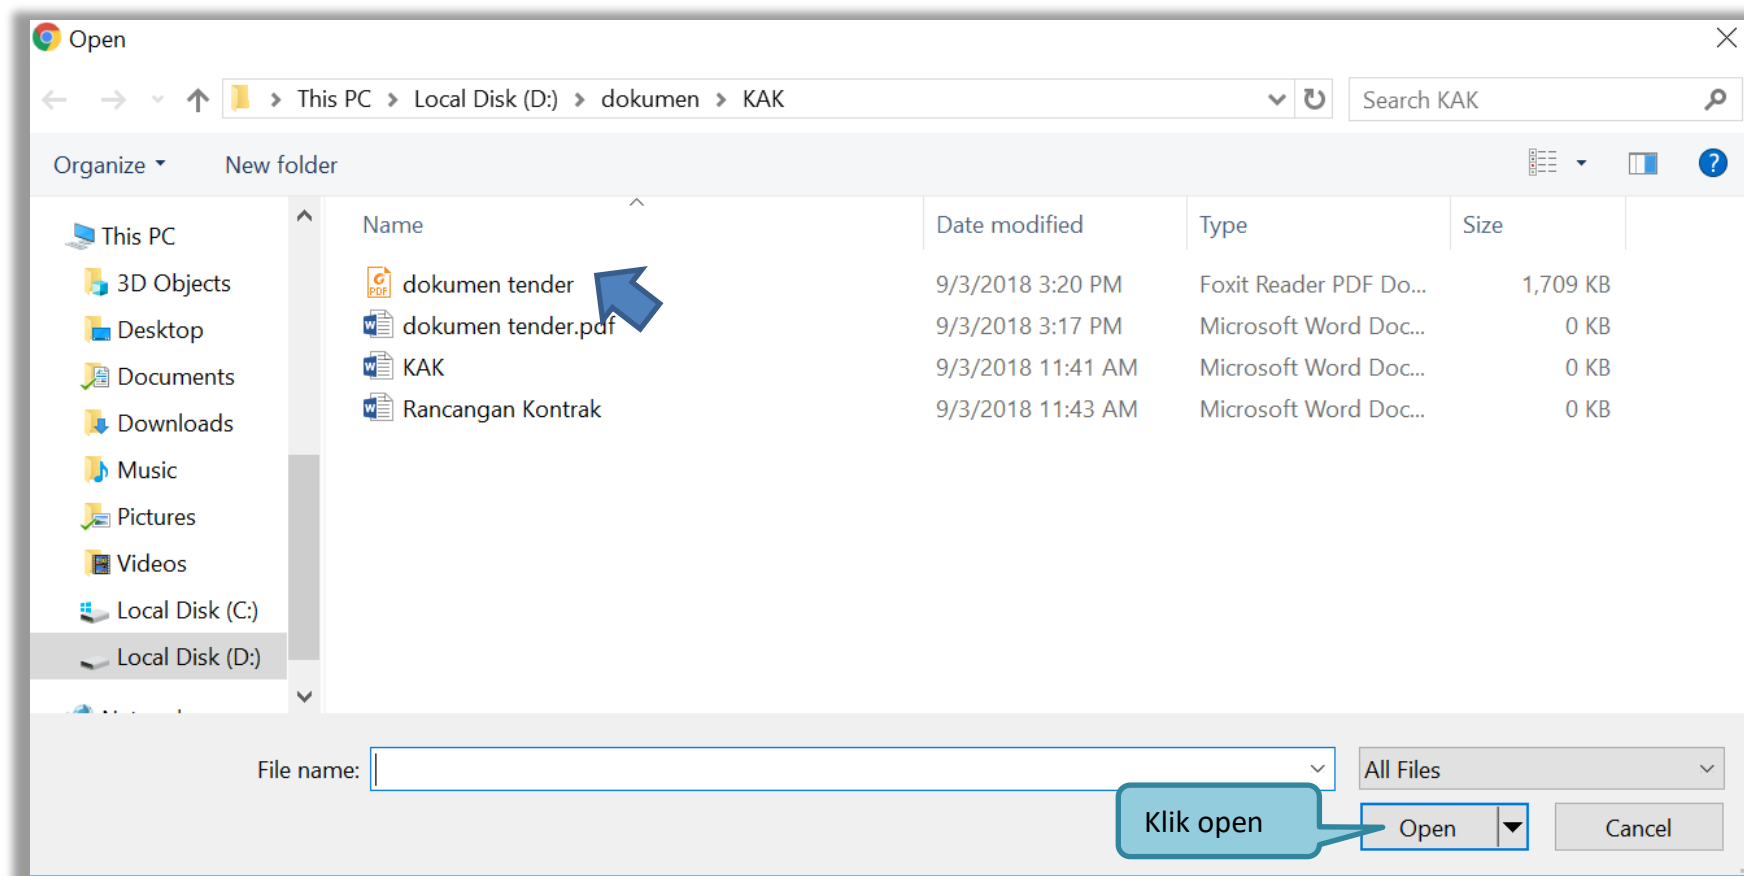 Open
This PC > Local Disk (D:) > dokumen > KAK
Search KAK
Organize
New folder
Name Date modified Type Size
This PC
3D Objects
Desktop
Documents
Downloads
Music
Pictures
Videos
Local Disk (C:)
Local Disk (D:)
dokumen tender 9/3/2018 3:20 PM Foxit Reader PDF Do... 1,709 KB
dokumen tender.pdf 9/3/2018 3:17 PM Microsoft Word Doc... 0 KB
KAK 9/3/2018 11:41 AM Microsoft Word Doc... 0 KB
Rancangan Kontrak 9/3/2018 11:43 AM Microsoft Word Doc... 0 KB
File name:
All Files
Klik open
Open
Cancel